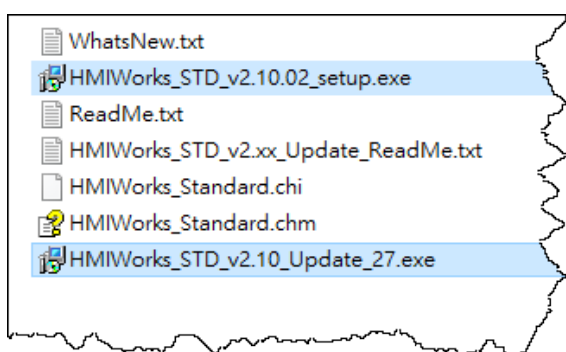 WhatsNew.txt
HMIWorks_STD_v2.10.02_setup.exe
ReadMe.txt
HMIWorks_STD_v2.xx_Update_ReadMe.txt
HMIWorks_Standard.chi
HMIWorks_Standard.chm
HMIWorks_STD_v2.10_Update_27.exe